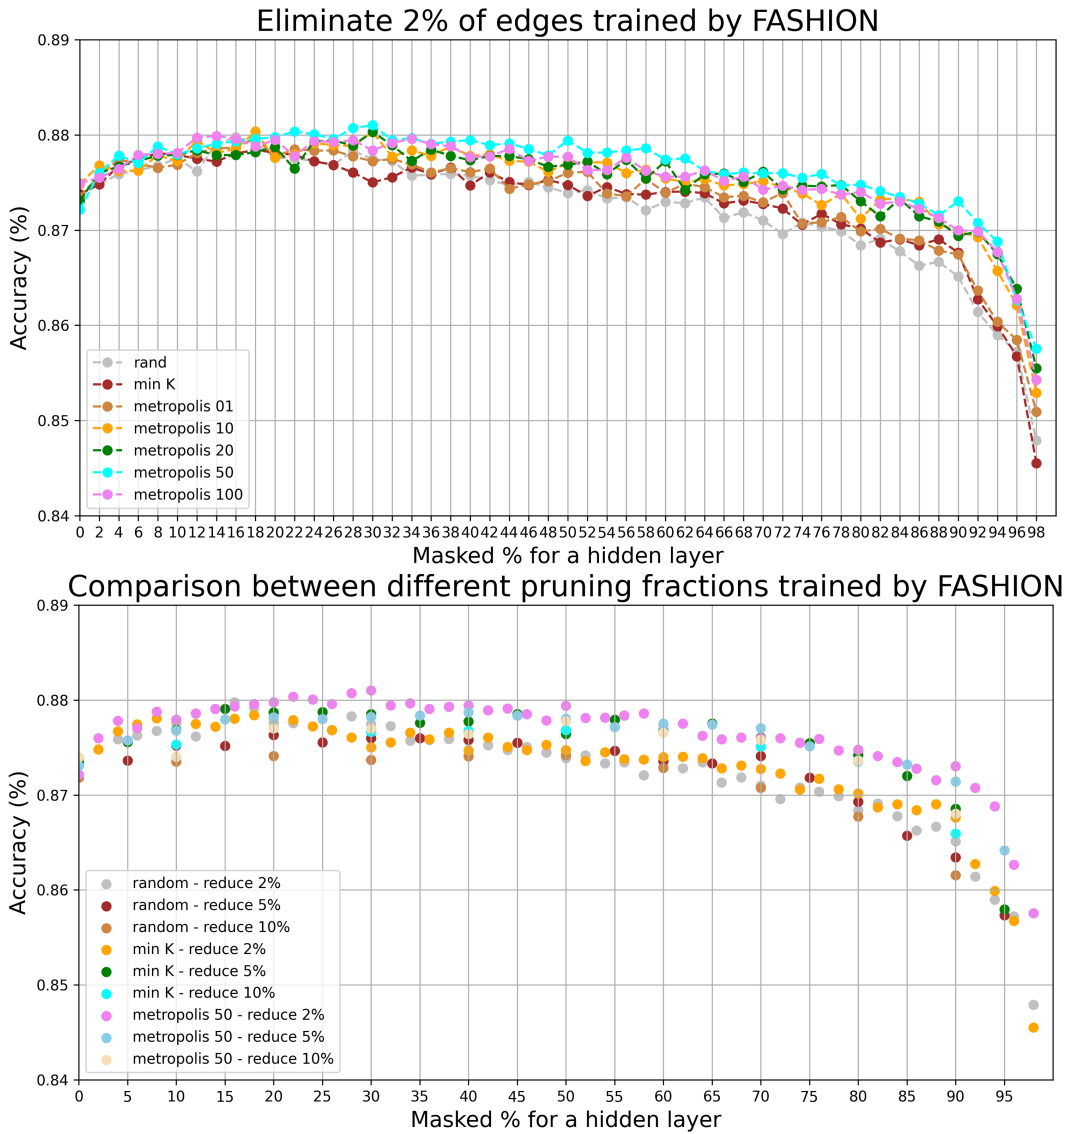 Eliminate 2% of edges trained by FASHION
Accuracy (%)
0.89
0.88
0.87
0.86
0.85
0.84
rand
min K
metropolis 01
metropolis 10
metropolis 20
metropolis 50
metropolis 100
0 2 4 6 8 10 12 14 16 18 20 22 24 26 28 30 32 34 36 38 40 42 44 46 48 50 52 54 56 58 60 62 64 66 68 70 72 74 76 78 80 82 84 86 88 90 92 94 96 98
Masked % for a hidden layer
Comparison between different pruning fractions trained by FASHION
Accuracy (%)
0.89
0.88
0.87
0.86
0.85
0.84
random - reduce 2%
random - reduce 5%
random - reduce 10%
min K - reduce 2%
min K - reduce 5%
min K - reduce 10%
metropolis 50 - reduce 2%
metropolis 50 - reduce 5%
metropolis 50 - reduce 10%
0 5 10 15 20 25 30 35 40 45 50 55 60 65 70 75 80 85 90 95
Masked % for a hidden layer